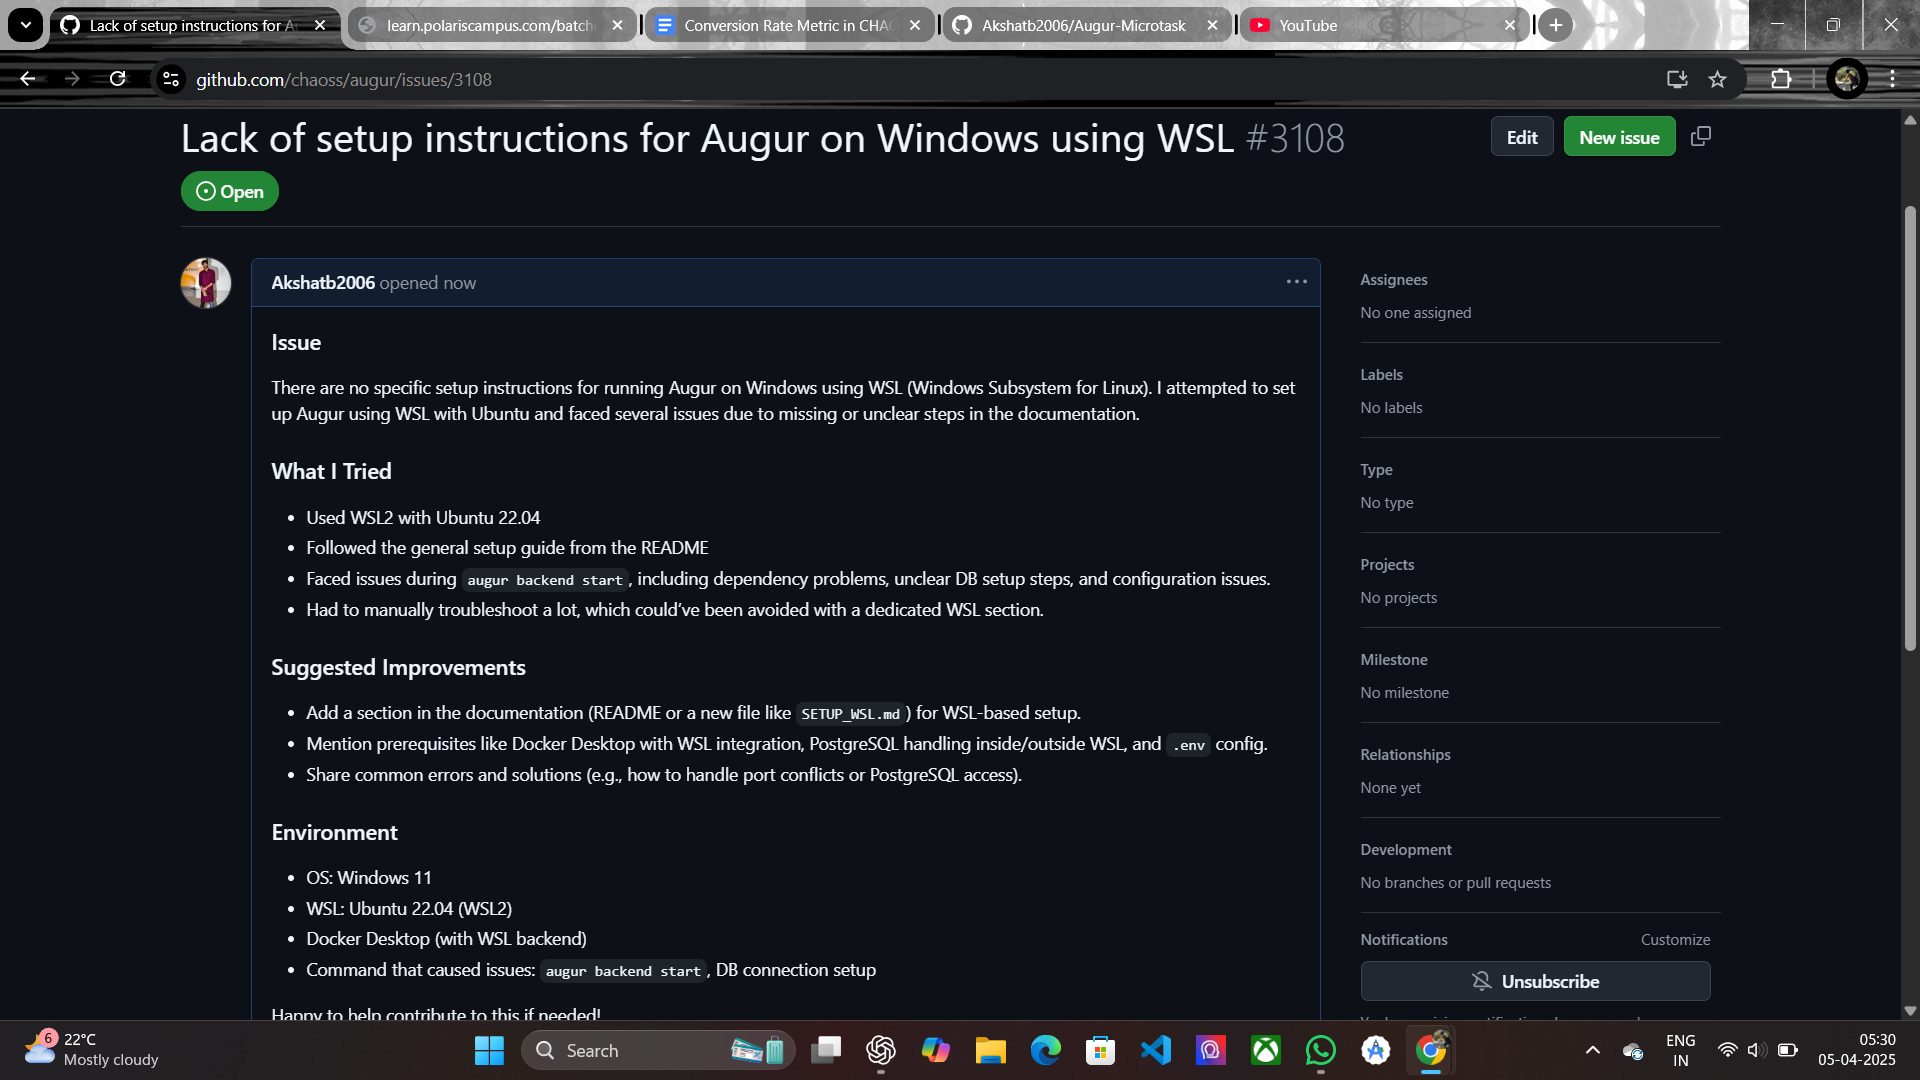 Lack of setup instructions for A
learn.polariscampus.com/batch
Conversion Rate Metric in CHA
Akshatb2006/Augur-Microtask
YouTube
github.com/chaoss/augur/issues/3108
Lack of setup instructions for Augur on Windows using WSL #3108
Edit
New issue
Open
Akshatb2006 opened now
Issue
There are no specific setup instructions for running Augur on Windows using WSL (Windows Subsystem for Linux). I attempted to set
up Augur using WSL with Ubuntu and faced several issues due to missing or unclear steps in the documentation.
What I Tried
• Used WSL2 with Ubuntu 22.04
• Followed the general setup guide from the README
• Faced issues during augur backend start, including dependency problems, unclear DB setup steps, and configuration issues.
• Had to manually troubleshoot a lot, which could’ve been avoided with a dedicated WSL section.
Suggested Improvements
• Add a section in the documentation (README or a new file like SETUP_WSL.md) for WSL-based setup.
• Mention prerequisites like Docker Desktop with WSL integration, PostgreSQL handling inside/outside WSL, and .env config.
• Share common errors and solutions (e.g., how to handle port conflicts or PostgreSQL access).
Environment
• OS: Windows 11
• WSL: Ubuntu 22.04 (WSL2)
• Docker Desktop (with WSL backend)
• Command that caused issues: augur backend start, DB connection setup
Happy to help contribute to this if needed!
Assignees
No one assigned
Labels
No labels
Type
No type
Projects
No projects
Milestone
No milestone
Relationships
None yet
Development
No branches or pull requests
Notifications
Customize
Unsubscribe
6
22°C
Mostly cloudy
Search
ENG
IN
05:30
05-04-2025